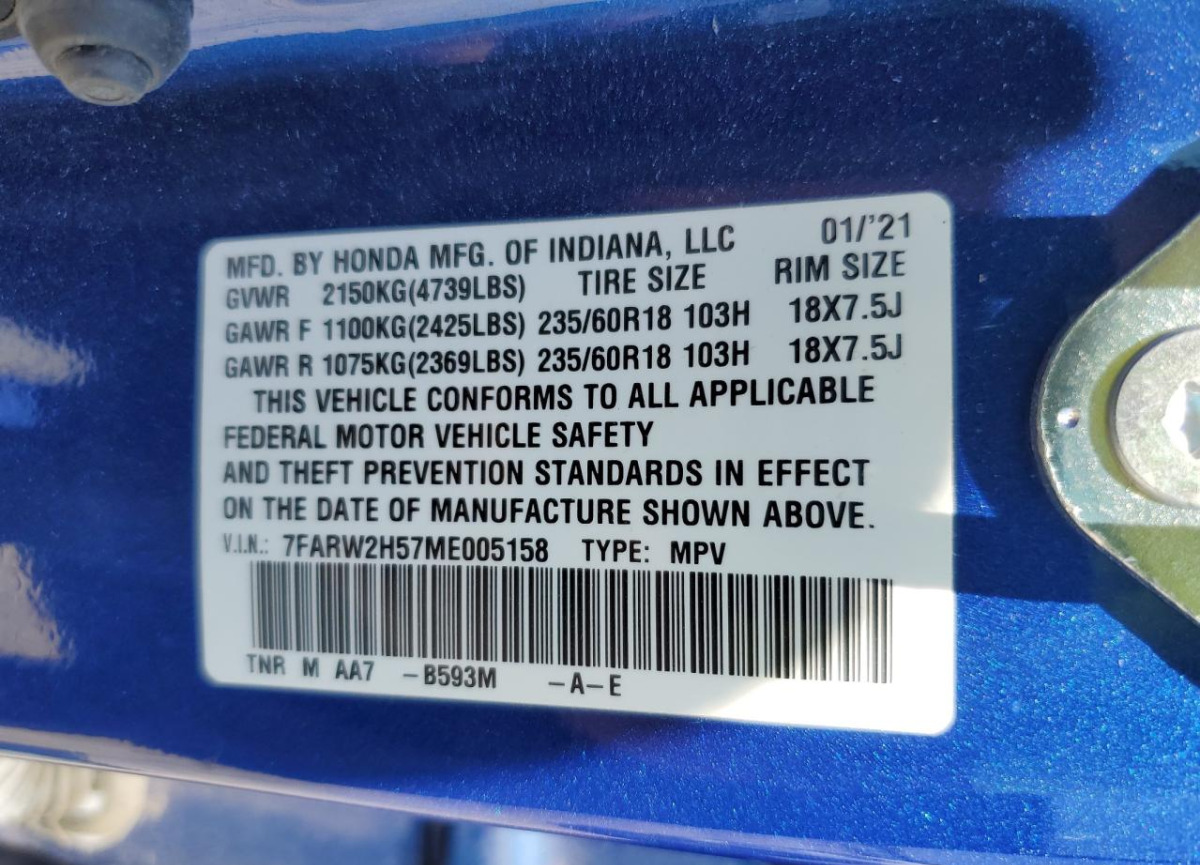 MFD. BY HONDA MFG. OF INDIANA, LLC 01/'21
GVWR 2150KG(4739LBS) TIRE SIZE RIM SIZE
GAWR F 1100KG(2425LBS) 235/60R18 103H 18X7.5J
GAWR R 1075KG(2369LBS) 235/60R18 103H 18X7.5J
THIS VEHICLE CONFORMS TO ALL APPLICABLE
FEDERAL MOTOR VEHICLE SAFETY
AND THEFT PREVENTION STANDARDS IN EFFECT
ON THE DATE OF MANUFACTURE SHOWN ABOVE.
V.I.N.: 7FARW2H57ME005158 TYPE: MPV
TNR M AA7 -B593M -A-E